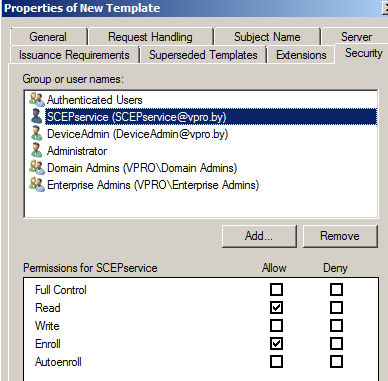 Properties of New Template
General Request Handling Subject Name Server
Issuance Requirements Superseded Templates Extensions Security
Group or user names:
Authenticated Users
SCEPservice (SCEPservice@vpro.by)
DeviceAdmin (DeviceAdmin@vpro.by)
Administrator
Domain Admins (VPRO\Domain Admins)
Enterprise Admins (VPRO\Enterprise Admins)
Add... Remove
Permissions for SCEPservice Allow Deny
Full Control
Read
Write
Enroll
Autoenroll